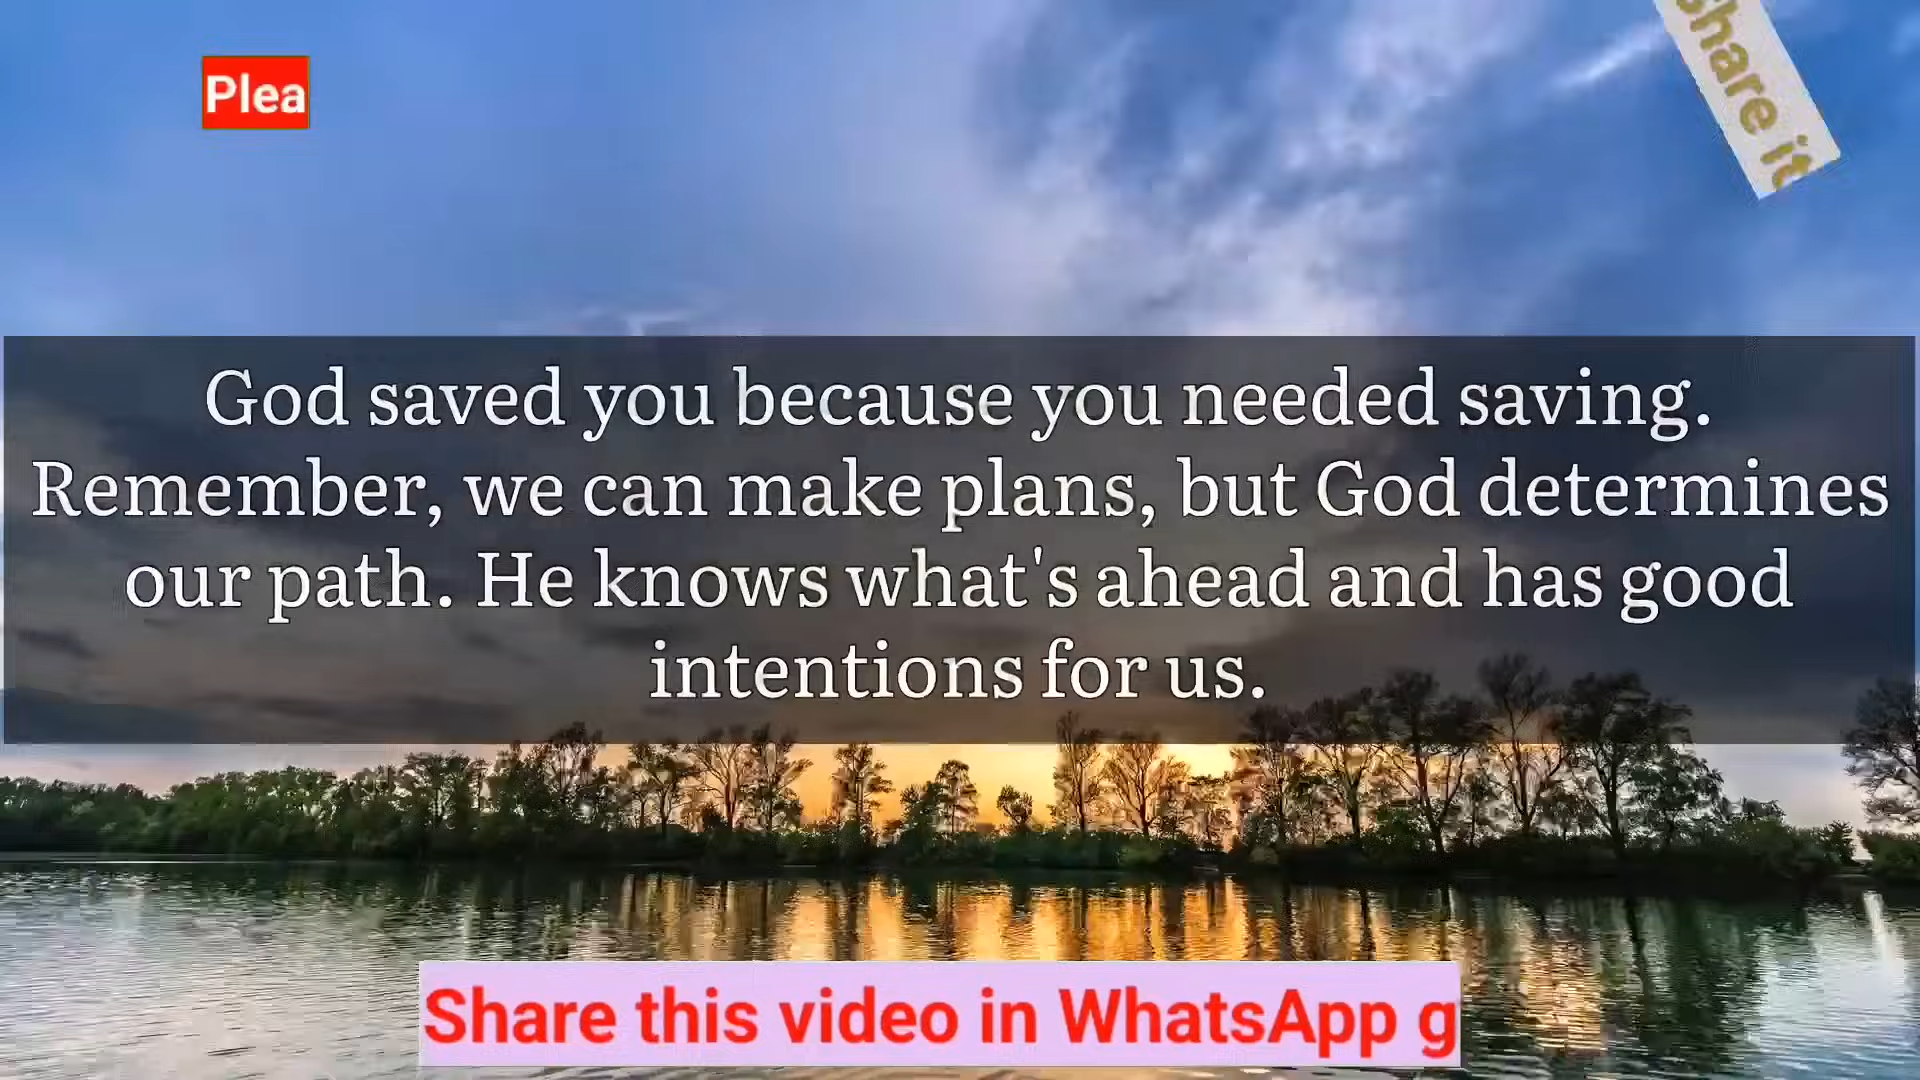 Plea
Share it
God saved you because you needed saving.
Remember, we can make plans, but God determines
our path. He knows what's ahead and has good
intentions for us.
Share this video in WhatsApp g